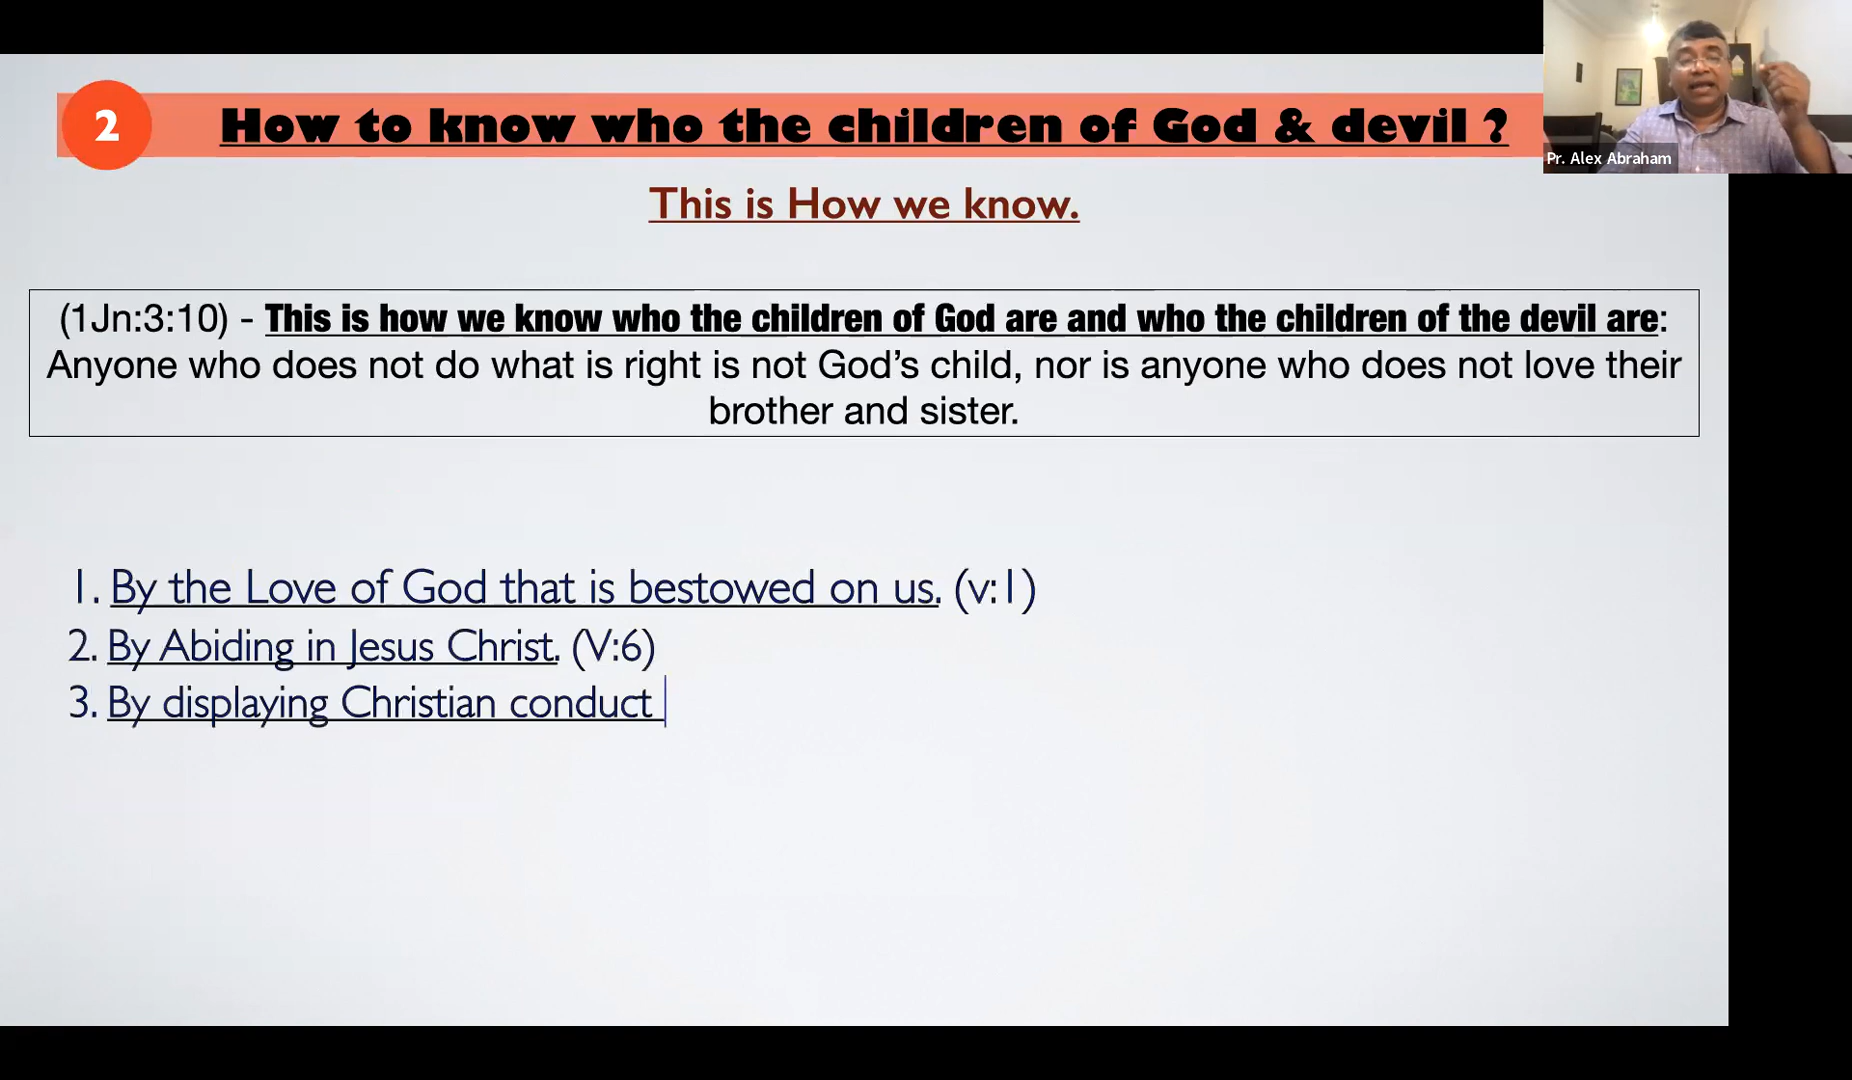 2
How to know who the children of God & devil ?
Pr. Alex Abraham
This is How we know.
(1Jn:3:10) - This is how we know who the children of God are and who the children of the devil are:
Anyone who does not do what is right is not God’s child, nor is anyone who does not love their
brother and sister.
1. By the Love of God that is bestowed on us. (v:1)
2. By Abiding in Jesus Christ. (V:6)
3. By displaying Christian conduct